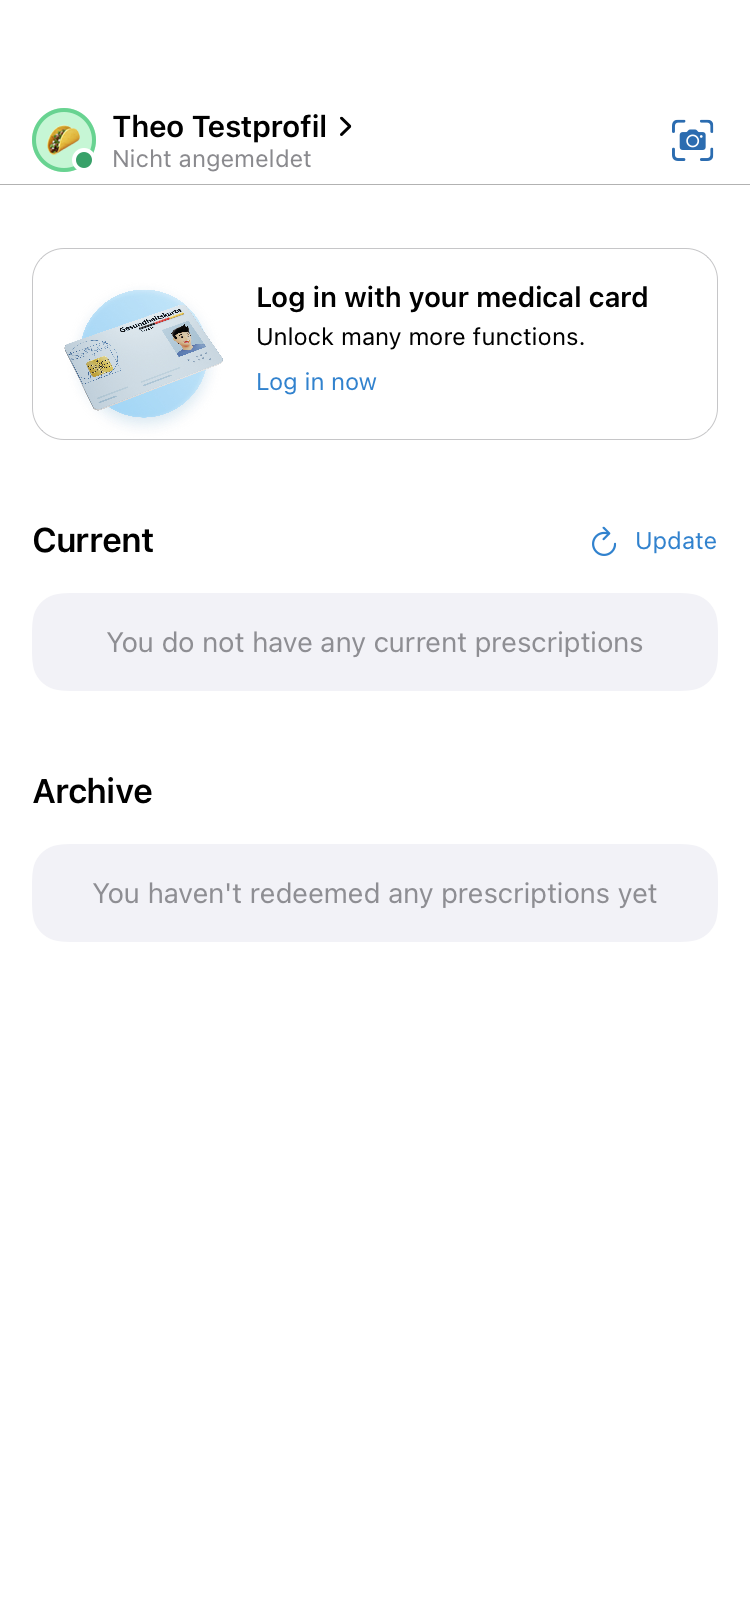 Theo Testprofil
Nicht angemeldet
Gesundheitskarte
Log in with your medical card
Unlock many more functions.
Log in now
Current
Update
You do not have any current prescriptions
Archive
You haven't redeemed any prescriptions yet